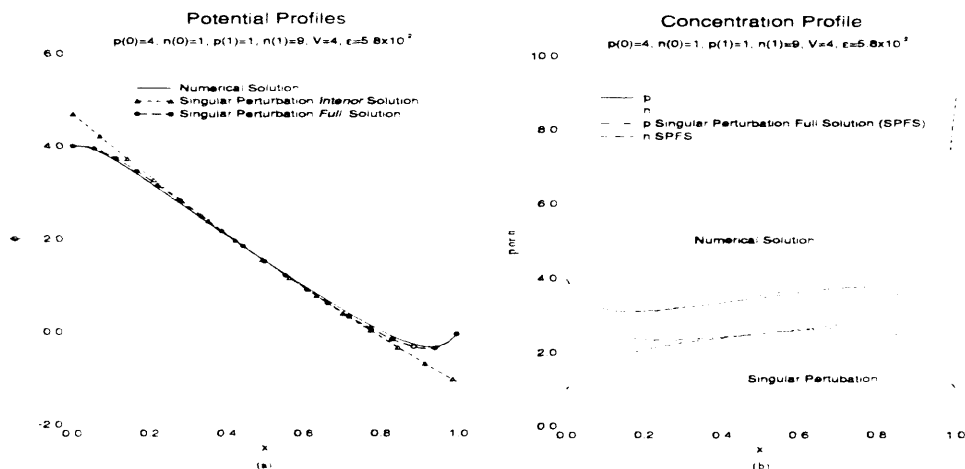 Potential Profiles
p(0)=4, n(0)=1, p(1)=1, n(1)=9, V=4, ε=5.8x10⁻²
6.0
4.0
2.0
0.0
-2.0
Φ
Numerical Solution
Singular Perturbation Interior Solution
Singular Perturbation Full Solution
0.0 0.2 0.4 0.6 0.8 1.0
x
(a)
Concentration Profile
p(0)=4, n(0)=1, p(1)=1, n(1)=9, V=4, ε=5.8x10⁻²
10.0
8.0
6.0
4.0
2.0
0.0
p or n
p
n
p Singular Perturbation Full Solution (SPFS)
n SPFS
Numerical Solution
Singular Pertubation
0.0 0.2 0.4 0.6 0.8 1.0
x
(b)